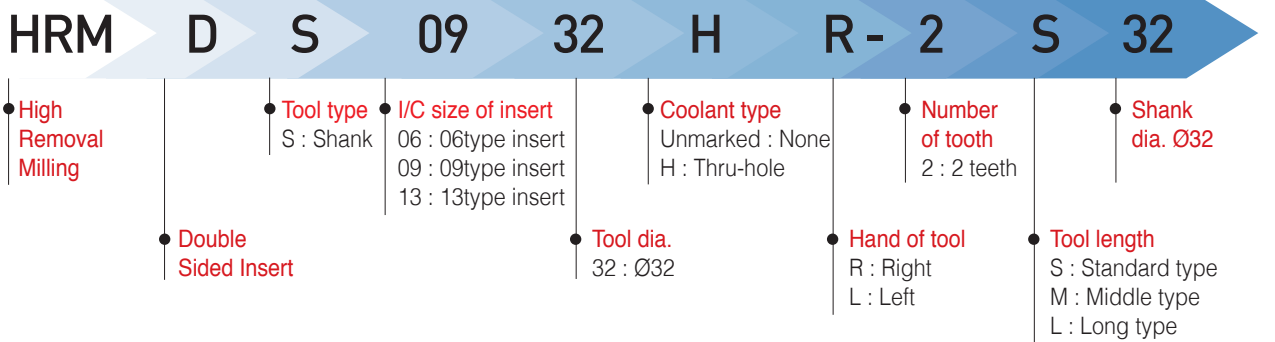 HRM D S 09 32 H R - 2 S 32
High
Removal
Milling
Double
Sided Insert
Tool type
S : Shank
I/C size of insert
06 : 06type insert
09 : 09type insert
13 : 13type insert
Tool dia.
32 : Ø32
Coolant type
Unmarked : None
H : Thru-hole
Hand of tool
R : Right
L : Left
Number
of tooth
2 : 2 teeth
Tool length
S : Standard type
M : Middle type
L : Long type
Shank
dia. Ø32